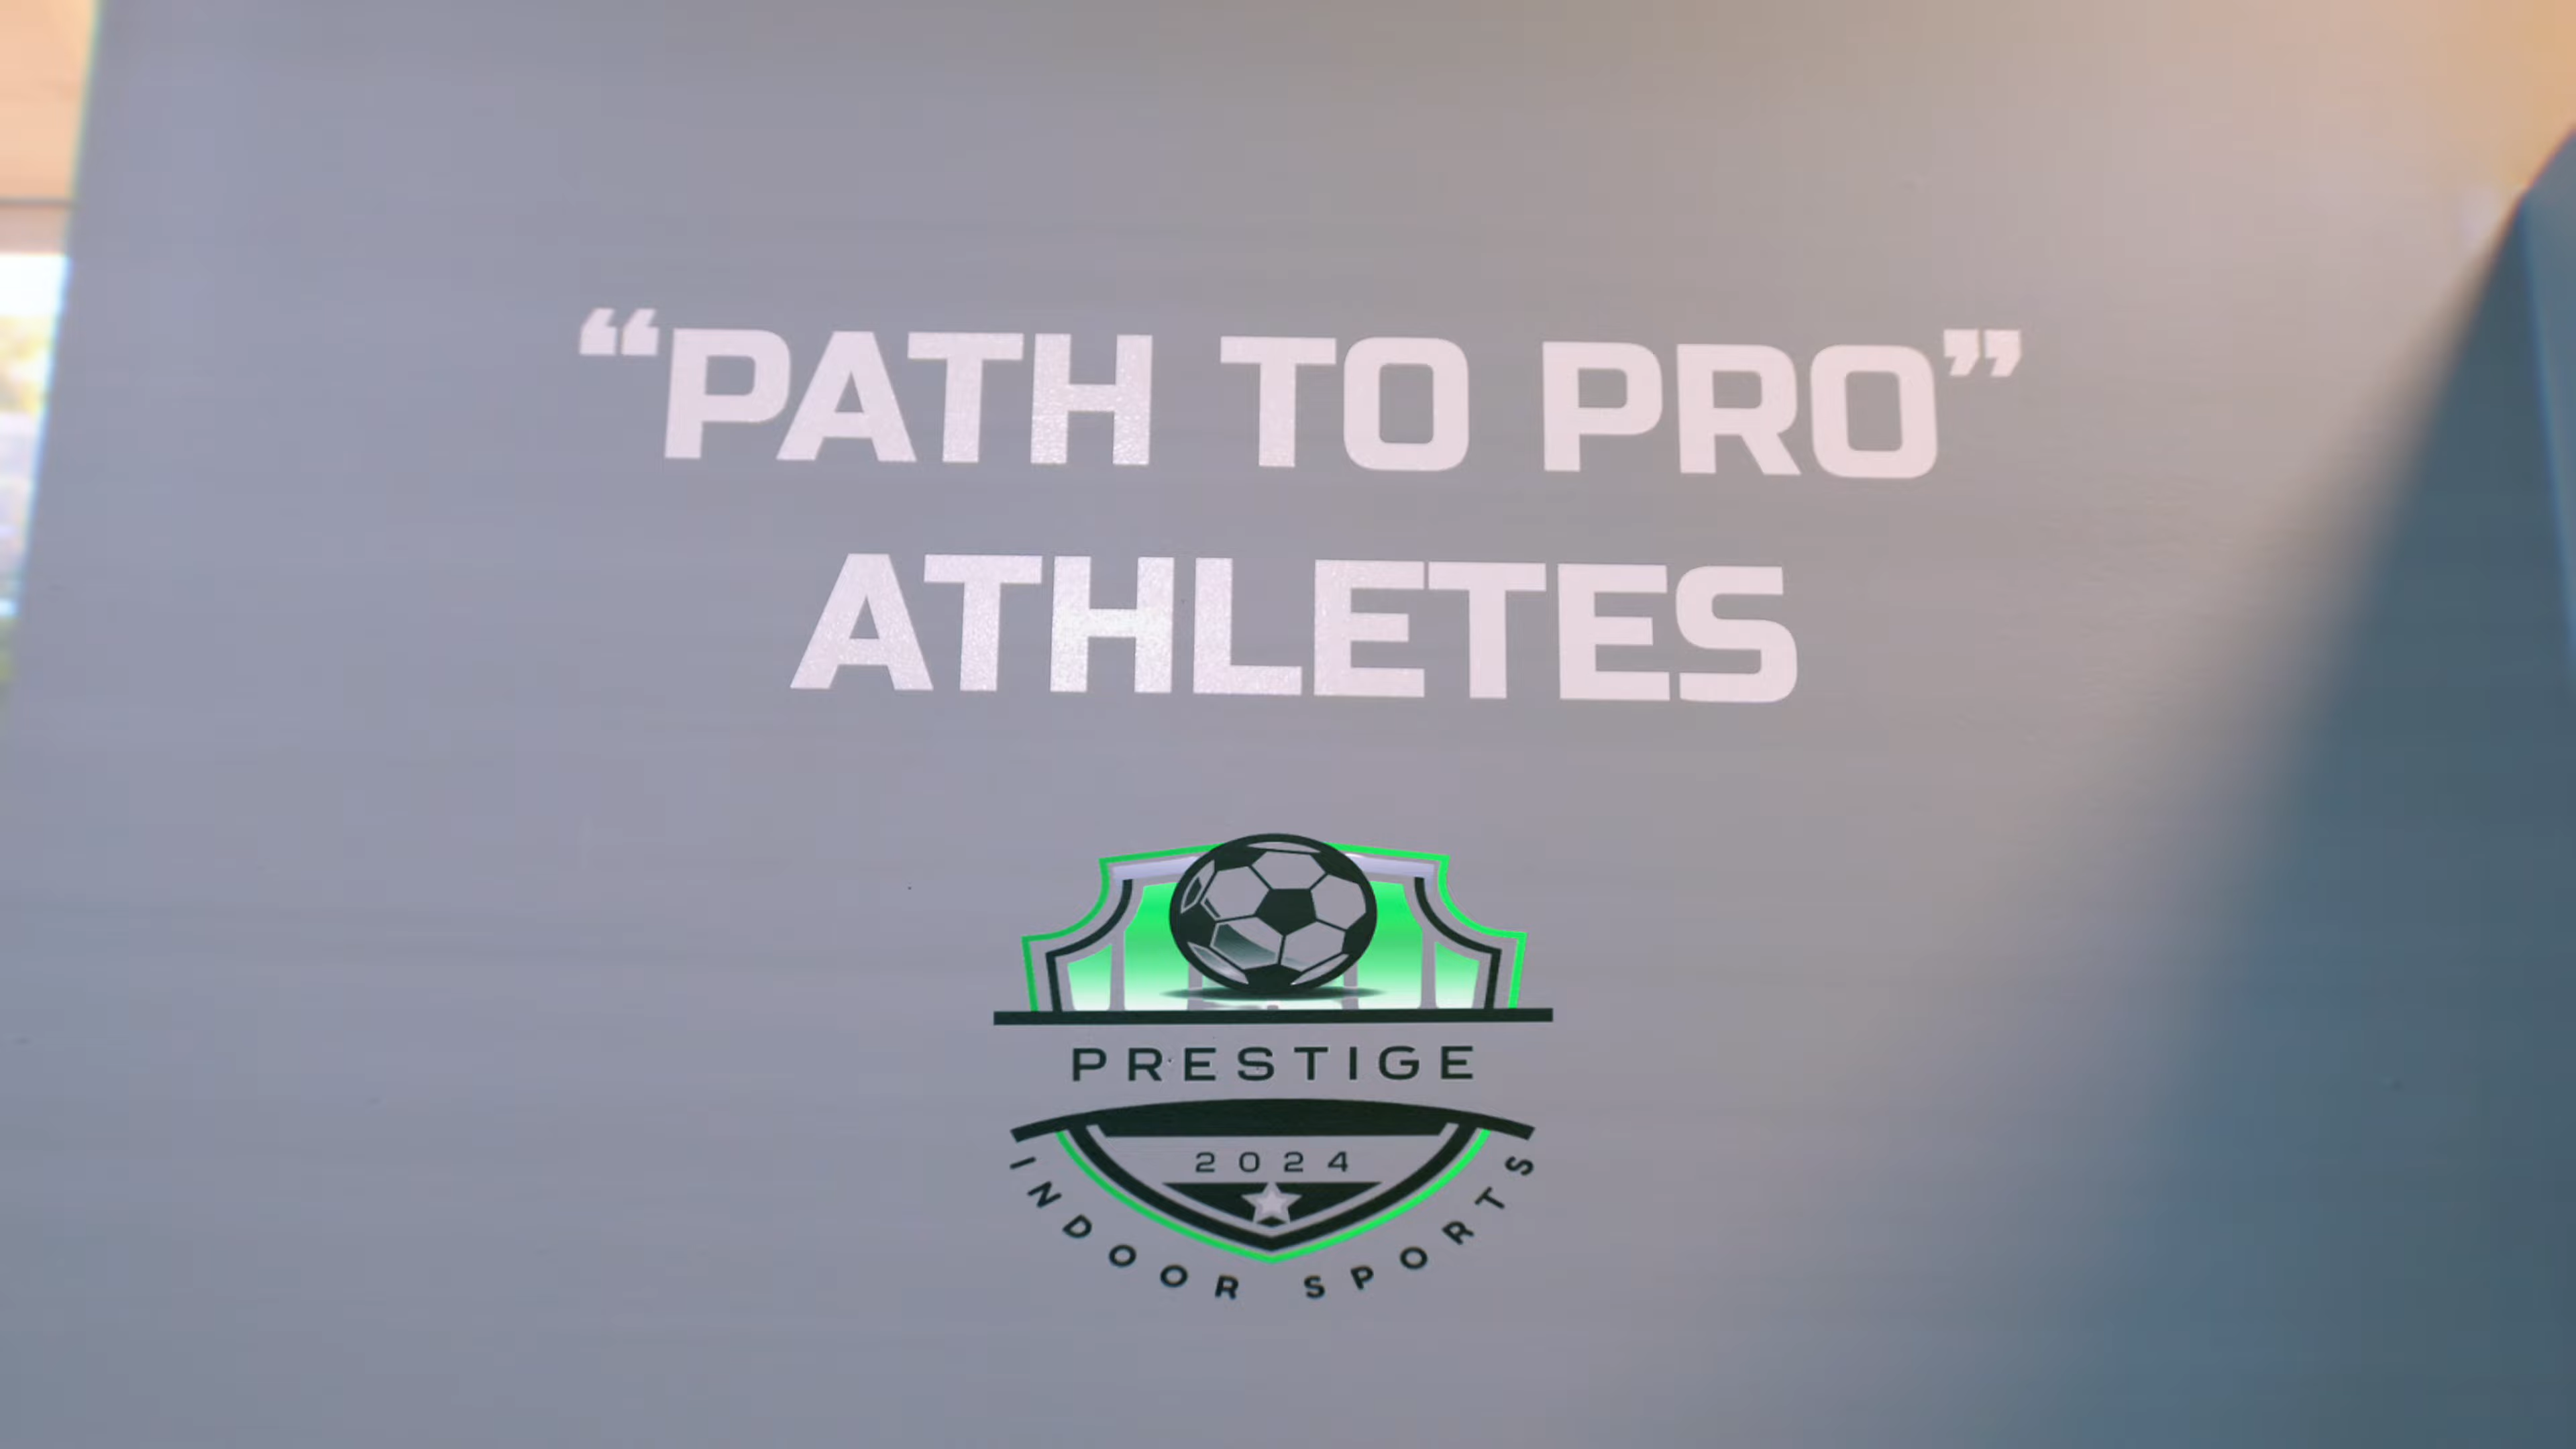 “PATH TO PRO”
ATHLETES
PRESTIGE
2024
INDOOR SPORTS